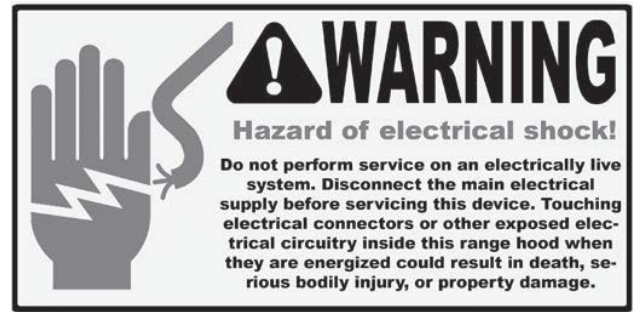 WARNING
Hazard of electrical shock!
Do not perform service on an electrically live
system. Disconnect the main electrical
supply before servicing this device. Touching
electrical connectors or other exposed elec-
trical circuitry inside this range hood when
they are energized could result in death, se-
rious bodily injury, or property damage.